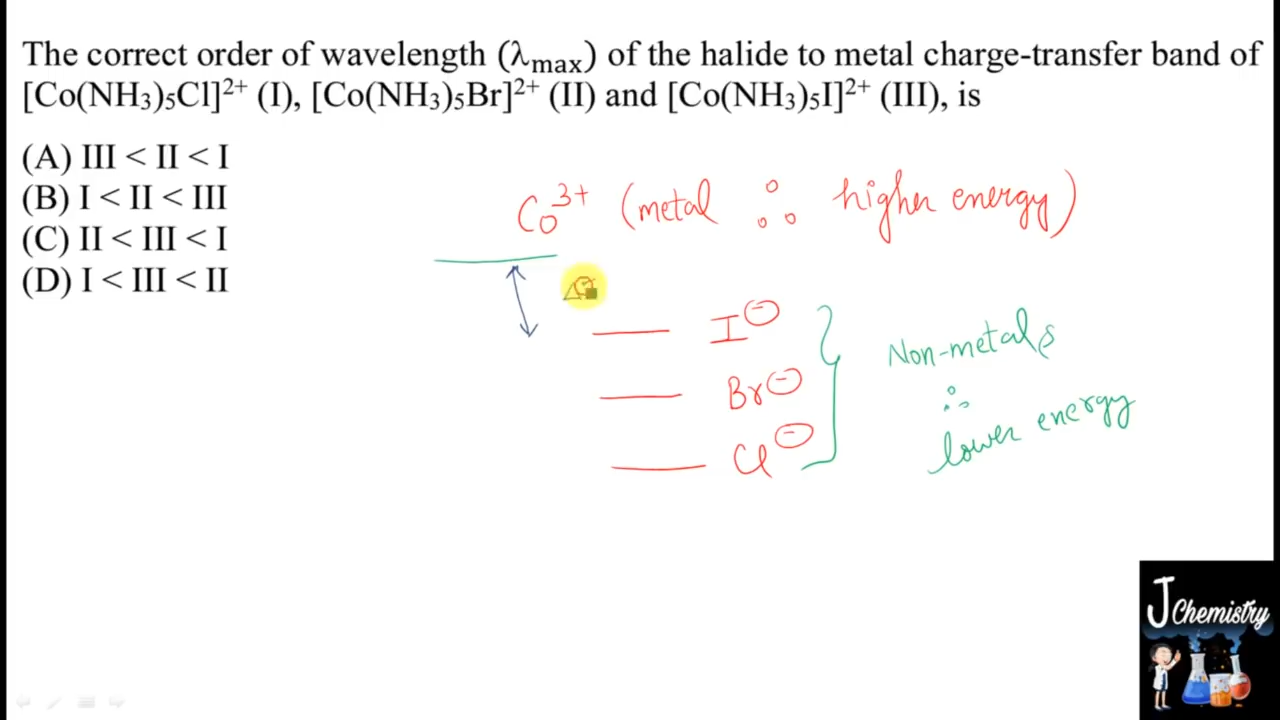 The correct order of wavelength (λmax) of the halide to metal charge-transfer band of
[Co(NH₃)₅Cl]²⁺ (I), [Co(NH₃)₅Br]²⁺ (II) and [Co(NH₃)₅I]²⁺ (III), is
(A) III < II < I
(B) I < II < III
(C) II < III < I
(D) I < III < II
Co³⁺ (metal ∴ higher energy)
I⊖
Br⊖
Cl⊖
Non-metals
∴
lower energy
J Chemistry